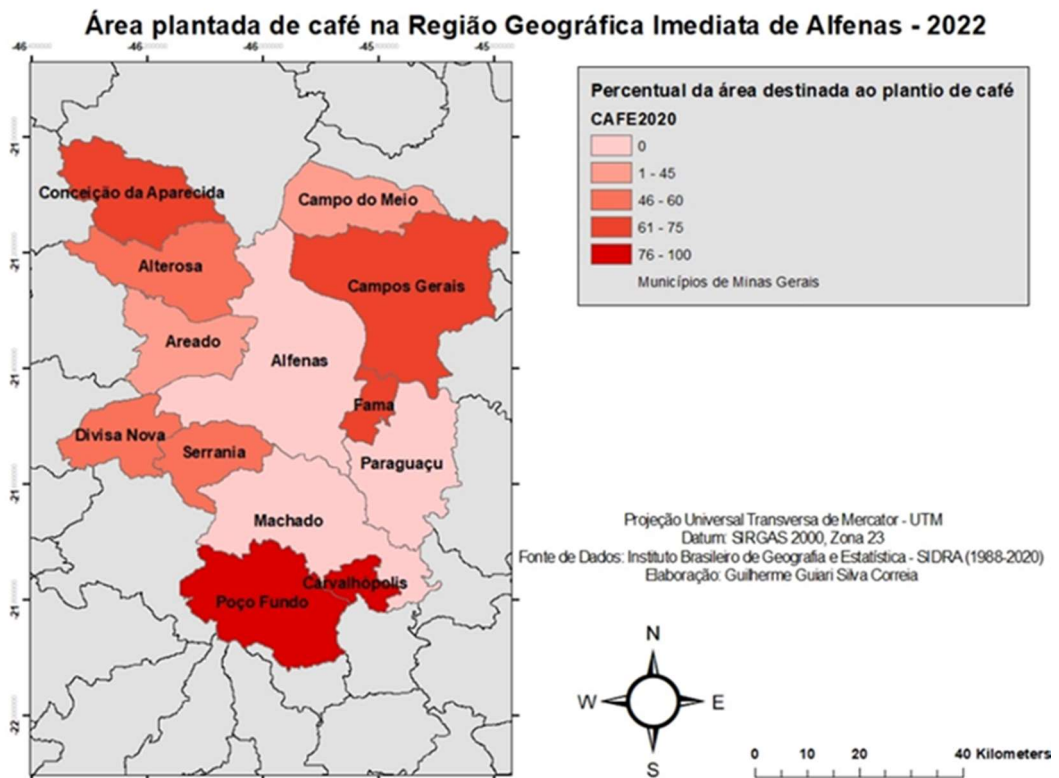 Área plantada de café na Região Geográfica Imediata de Alfenas - 2022
Percentual da área destinada ao plantio de café
CAFE2020
0
1 - 45
46 - 60
61 - 75
76 - 100
Municípios de Minas Gerais
Conceição da Aparecida
Campo do Meio
Alterosa
Campos Gerais
Areado
Alfenas
Fama
Divisa Nova
Serrania
Paraguaçu
Machado
Carvalhópolis
Poço Fundo
Projeção Universal Transversa de Mercator - UTM
Datum: SIRGAS 2000, Zona 23
Fonte de Dados: Instituto Brasileiro de Geografia e Estatística - SIDRA (1988-2020)
Elaboração: Guilherme Guiari Silva Correia
N
W E
S
0 10 20 40 Kilometers